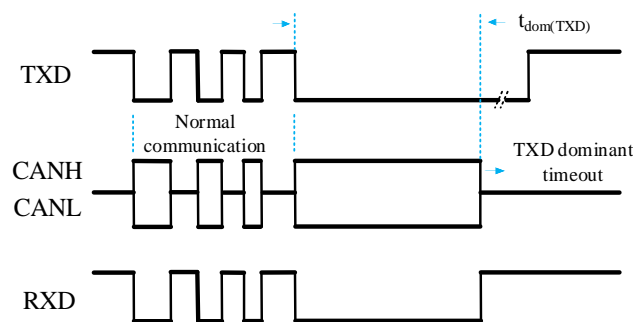 t_dom(TXD)
TXD
Normal
communication
TXD dominant
timeout
CANH
CANL
RXD